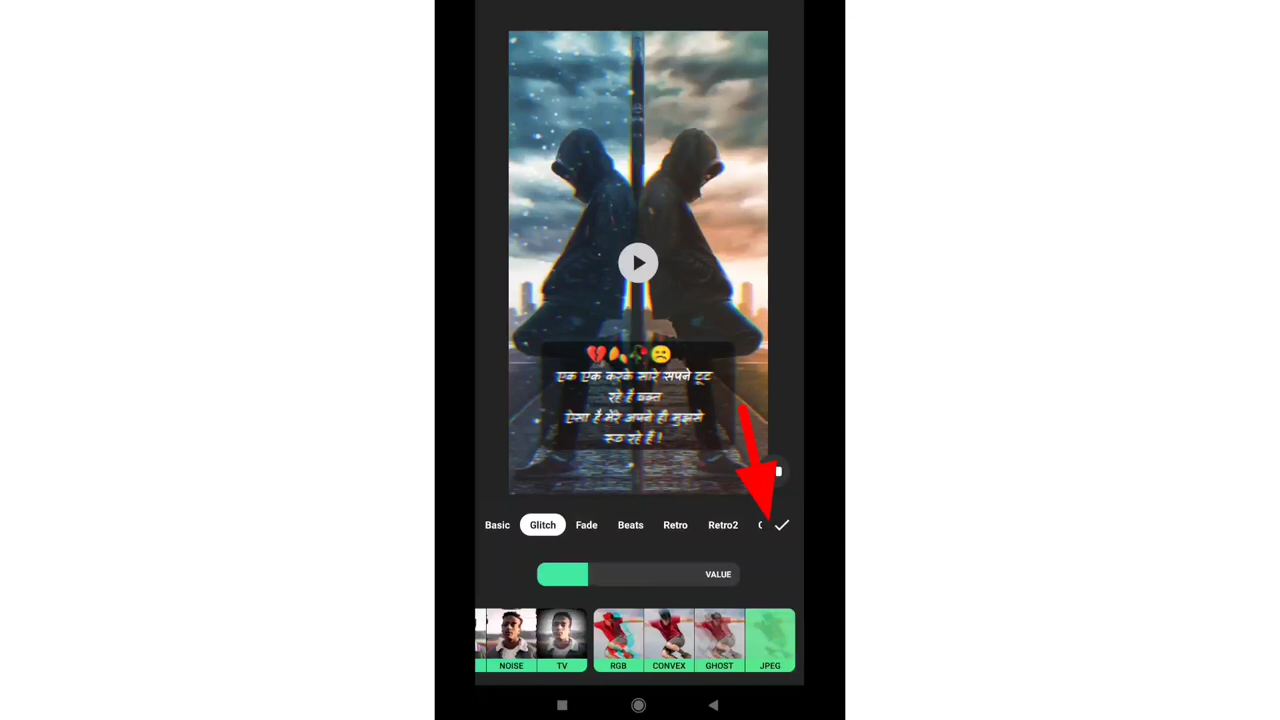 💔🍂🥀😒
एक एक करके सारे सपने टूट
रहे है वक़्त
ऐसा है मेरे अपने ही मुझसे
रूठ रहे हैं !
Basic Glitch Fade Beats Retro Retro2
VALUE
NOISE TV RGB CONVEX GHOST JPEG